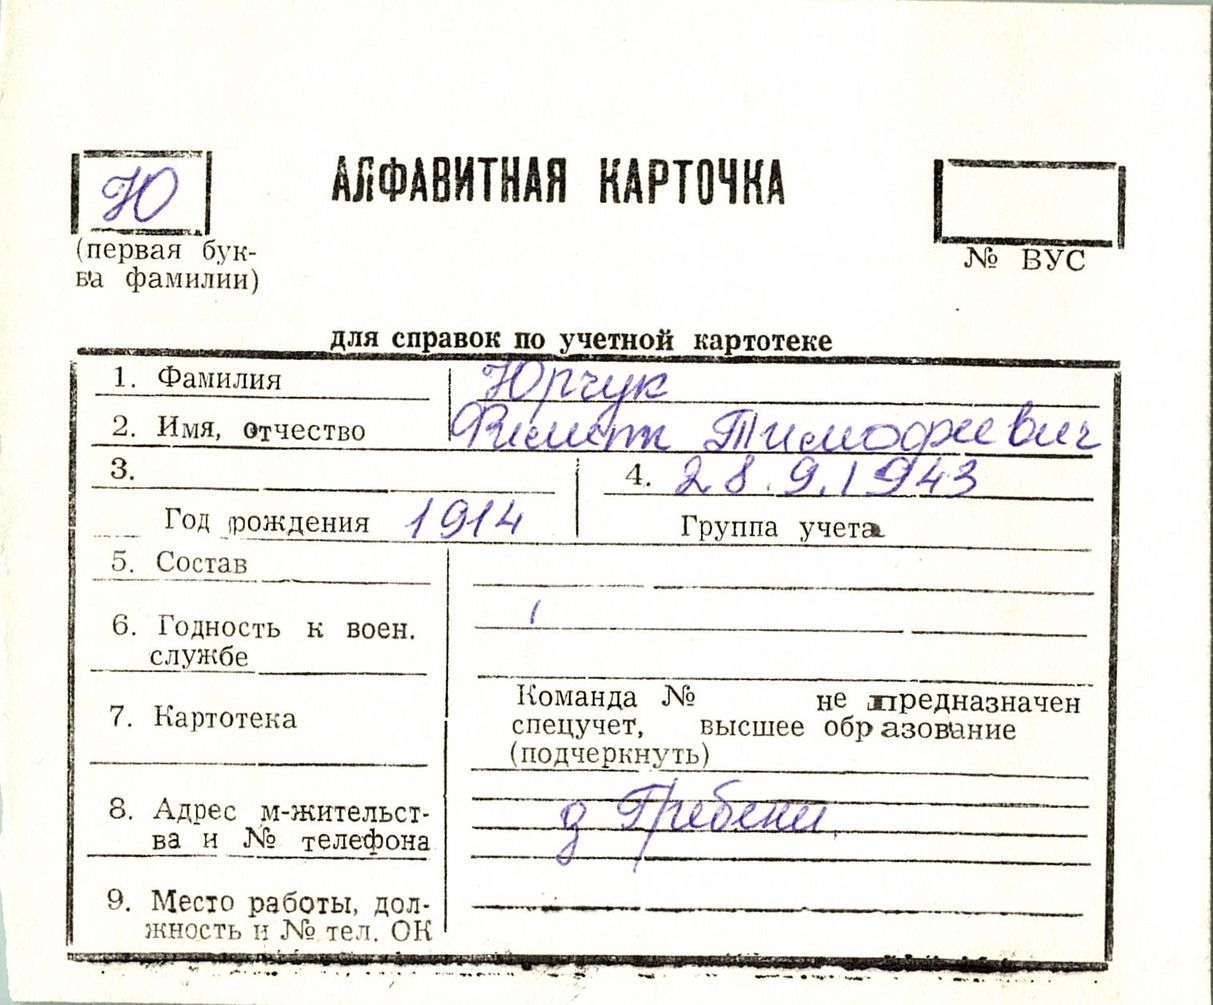 Ю
АЛФАВИТНАЯ КАРТОЧКА
(первая бук-
ва фамилии)
№ ВУС
для справок по учетной картотеке
1. Фамилия Юрчук
2. Имя, отчество Филипп Тимофеевич
3.
Год рождения 1914
4. 28.9.1943
Группа учета
5. Состав
6. Годность к воен.
службе
7. Картотека
Команда № не предназначен
спецучет, высшее образование
(подчеркнуть)
8. Адрес м-жительст-
ва и № телефона
д Гребени
9. Место работы, дол-
жность и № тел. ОК